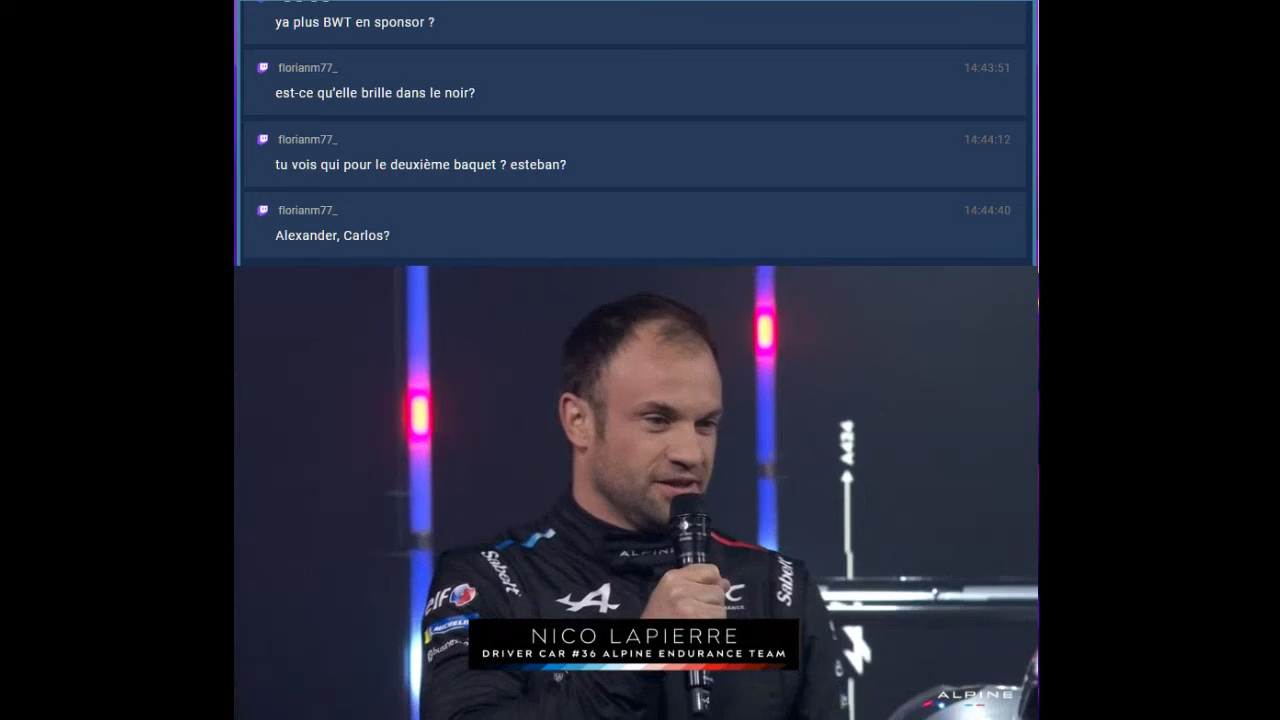 ya plus BWT en sponsor ?
florianm77_ 14:43:51
est-ce qu'elle brille dans le noir?
florianm77_ 14:44:12
tu vois qui pour le deuxième baquet ? esteban?
florianm77_ 14:44:40
Alexander, Carlos?
A424
ALPINE
Sabelt
Sabelt
elf
MICHELIN
NICO LAPIERRE
DRIVER CAR #36 ALPINE ENDURANCE TEAM
ALPINE